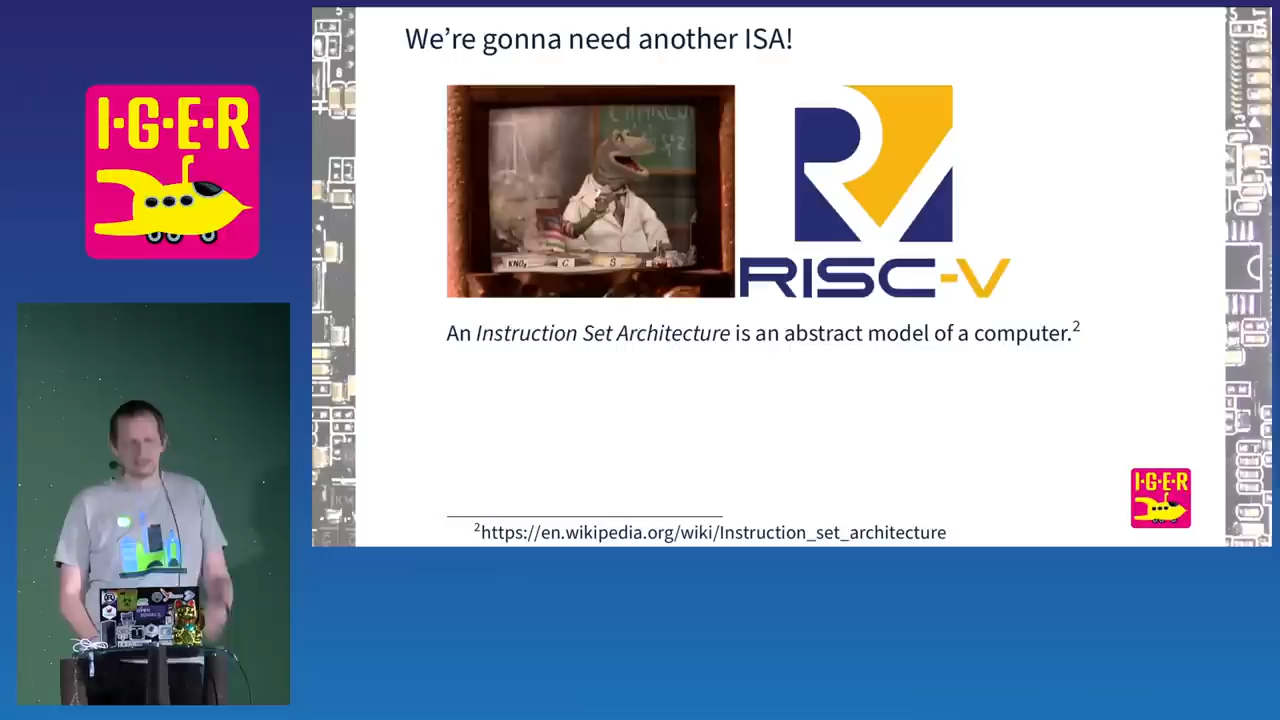 We're gonna need another ISA!
I·G·E·R
KNO₃ C S
RISC-V
An Instruction Set Architecture is an abstract model of a computer.²
I·G·E·R
²https://en.wikipedia.org/wiki/Instruction_set_architecture